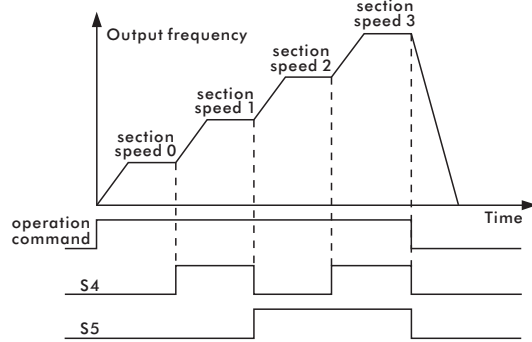 Output frequency
section
speed 0
section
speed 1
section
speed 2
section
speed 3
Time
operation
command
S4
S5